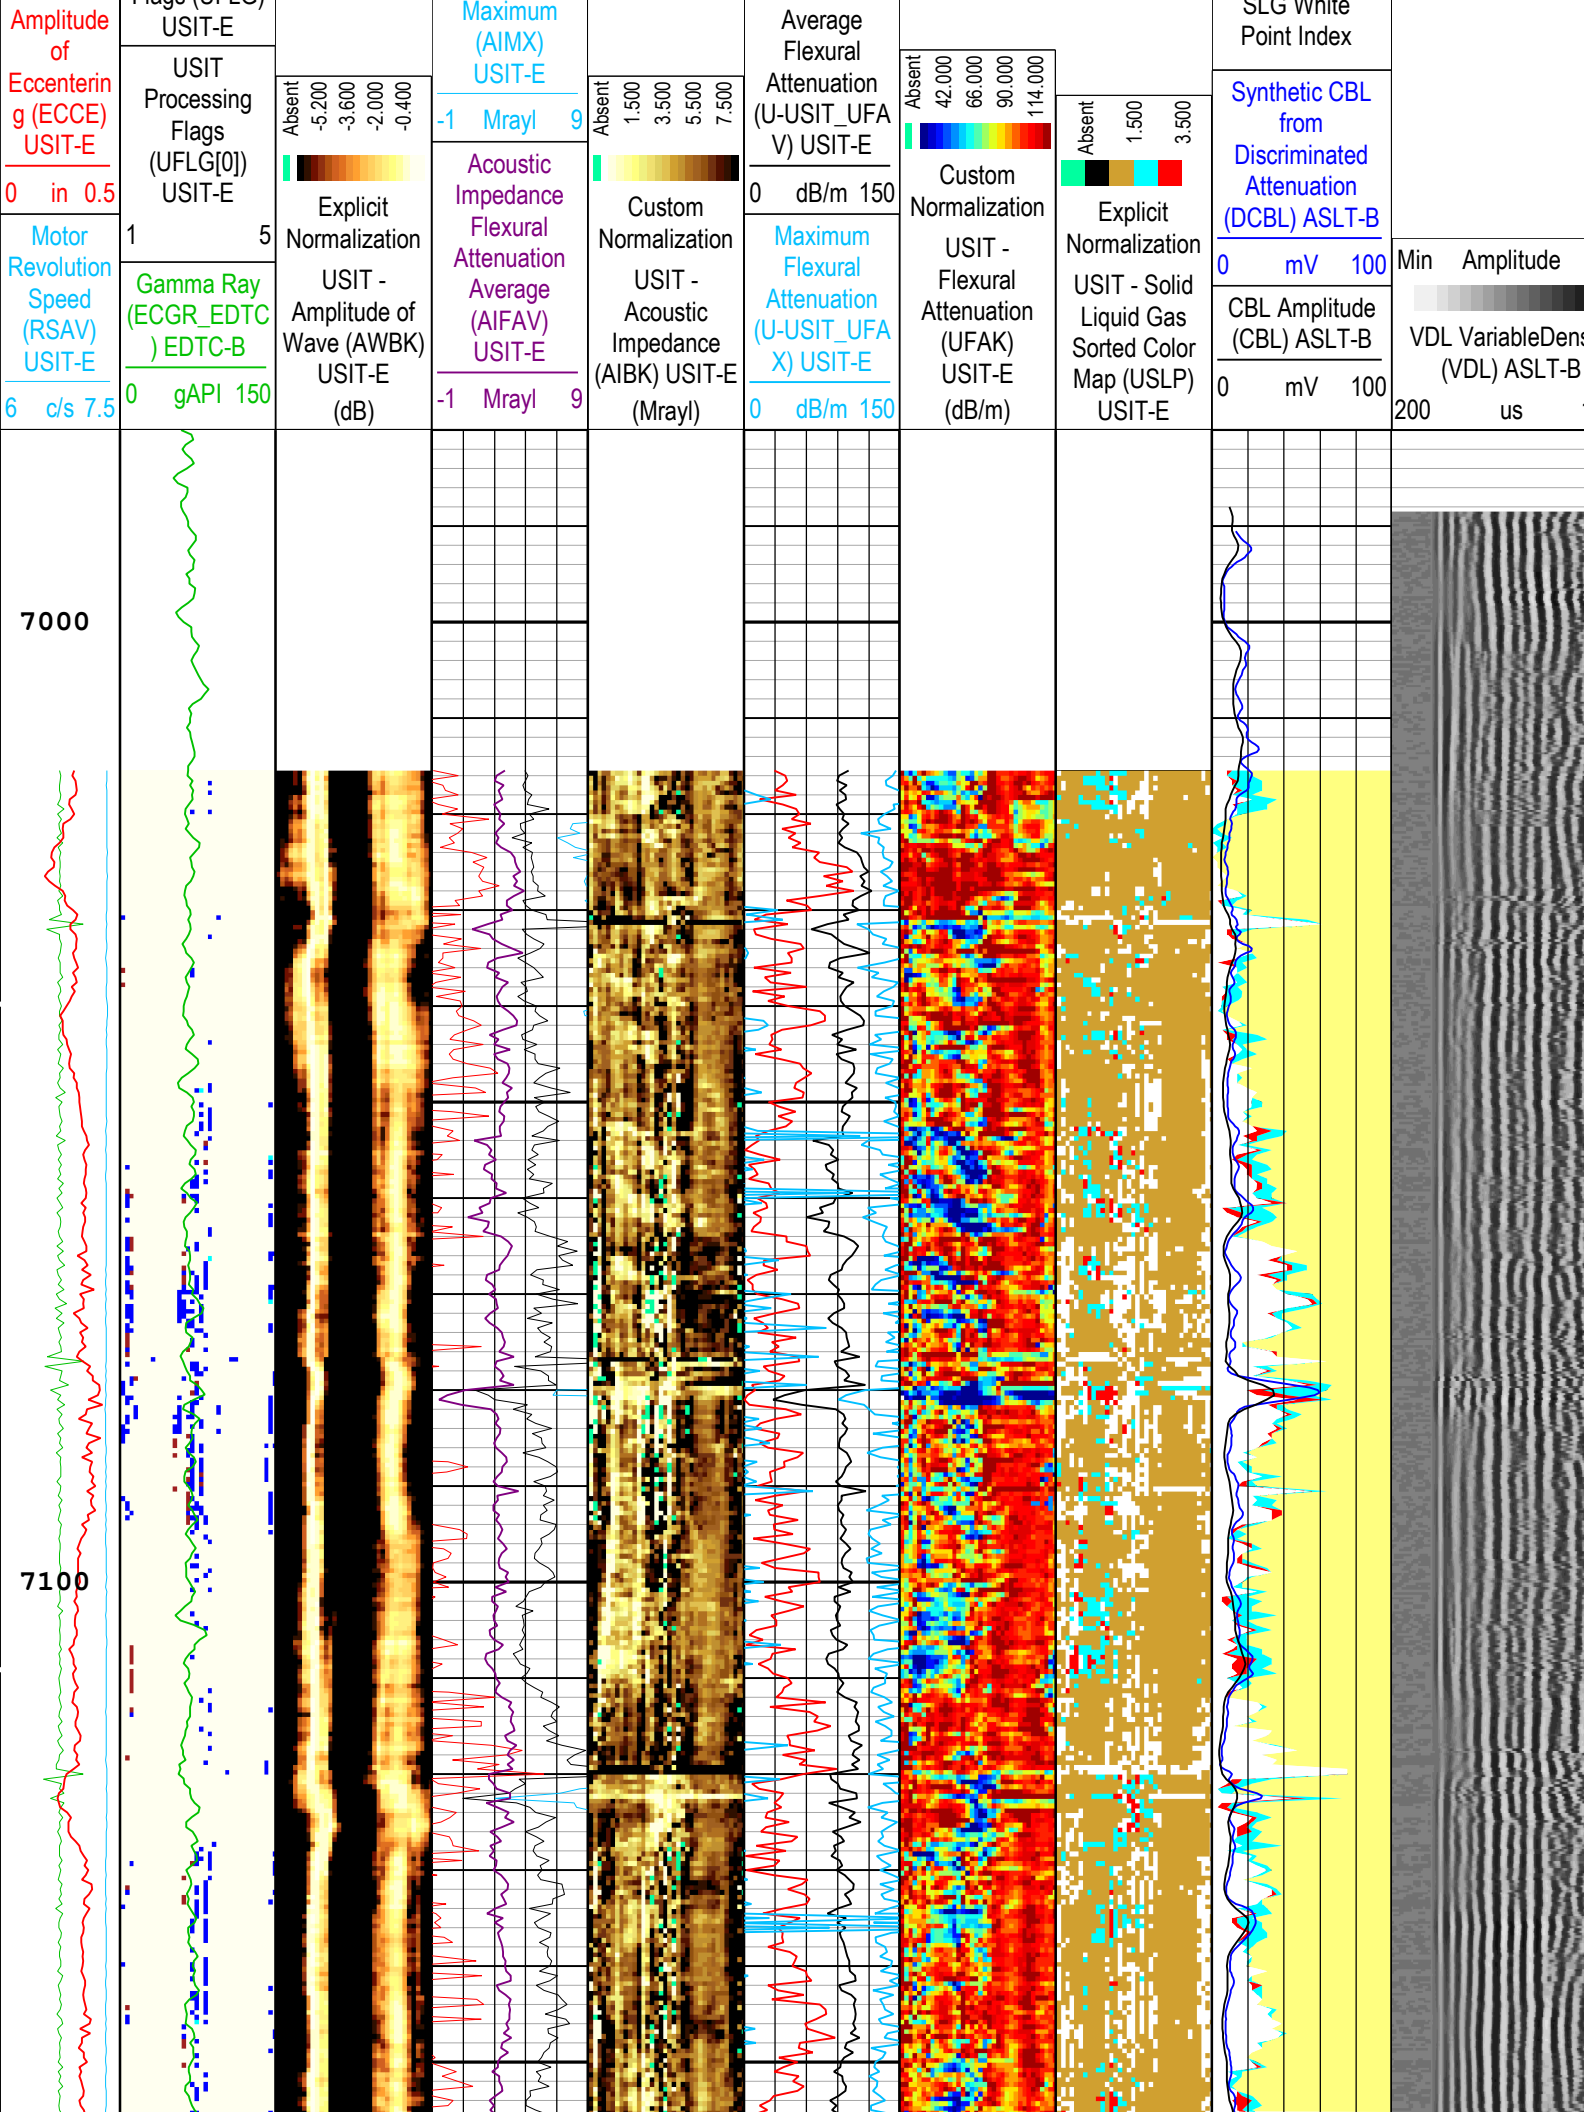 Amplitude
of
Eccenterin
g (ECCE)
USIT-E
0 in 0.5
Motor
Revolution
Speed
(RSAV)
USIT-E
6 c/s 7.5
Flags (UFLG)
USIT-E
USIT
Processing
Flags
(UFLG[0])
USIT-E
1 5
Gamma Ray
(ECGR_EDTC
) EDTC-B
0 gAPI 150
Absent
-5.200
-3.600
-2.000
-0.400
Explicit
Normalization
USIT -
Amplitude of
Wave (AWBK)
USIT-E
(dB)
Maximum
(AIMX)
USIT-E
-1 Mrayl 9
Acoustic
Impedance
Flexural
Attenuation
Average
(AIFAV)
USIT-E
-1 Mrayl 9
Absent
1.500
3.500
5.500
7.500
Custom
Normalization
USIT -
Acoustic
Impedance
(AIBK) USIT-E
(Mrayl)
Average
Flexural
Attenuation
(U-USIT_UFA
V) USIT-E
0 dB/m 150
Maximum
Flexural
Attenuation
(U-USIT_UFA
X) USIT-E
0 dB/m 150
Absent
42.000
66.000
90.000
114.000
Custom
Normalization
USIT -
Flexural
Attenuation
(UFAK)
USIT-E
(dB/m)
Absent
1.500
3.500
Explicit
Normalization
USIT - Solid
Liquid Gas
Sorted Color
Map (USLP)
USIT-E
SLG White
Point Index
Synthetic CBL
from
Discriminated
Attenuation
(DCBL) ASLT-B
0 mV 100
CBL Amplitude
(CBL) ASLT-B
0 mV 100
Min Amplitude
VDL VariableDens
(VDL) ASLT-B
200 us
7000
7100